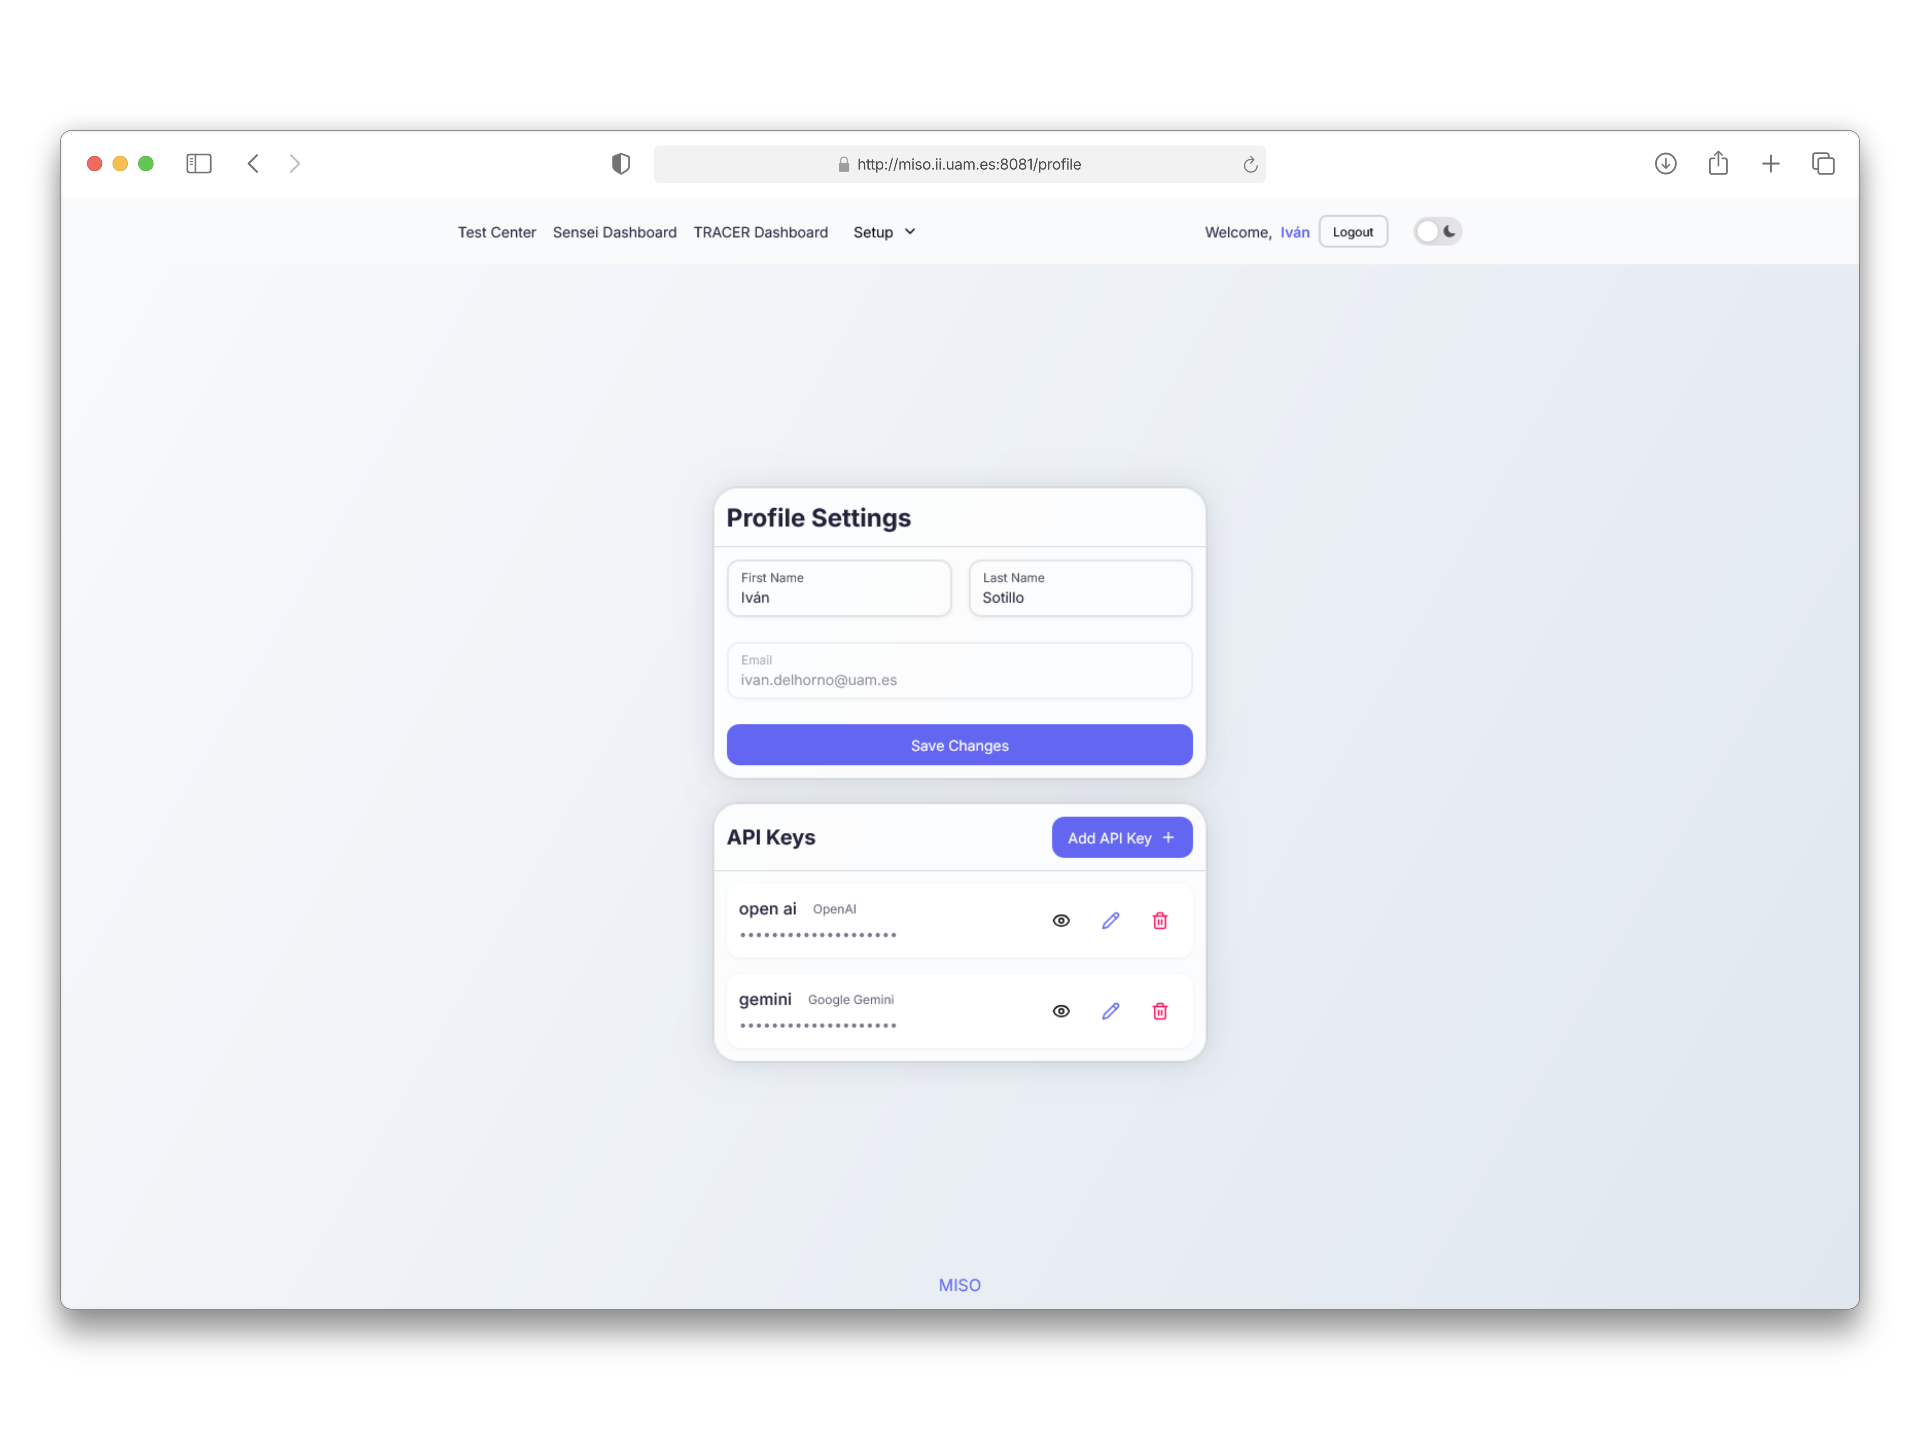 http://miso.ii.uam.es:8081/profile
Test Center Sensei Dashboard TRACER Dashboard Setup Welcome, Iván Logout
Profile Settings
First Name
Iván
Last Name
Sotillo
Email
ivan.delhorno@uam.es
Save Changes
API Keys
Add API Key +
open ai OpenAI
•••••••••••••••••••••
gemini Google Gemini
•••••••••••••••••••••
MISO